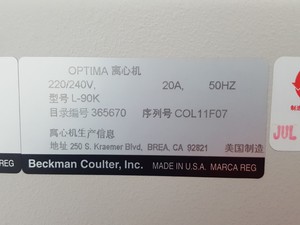 OPTIMA 离心机
220/240V, 20A, 50HZ
型号 L-90K
目录编号 365670 序列号 COL11F07
离心机生产信息
地址 250 S. Kraemer Blvd, BREA, CA 92821 美国制造
Beckman Coulter, Inc. MADE IN U.S.A. MARCA REG
REG
JUL